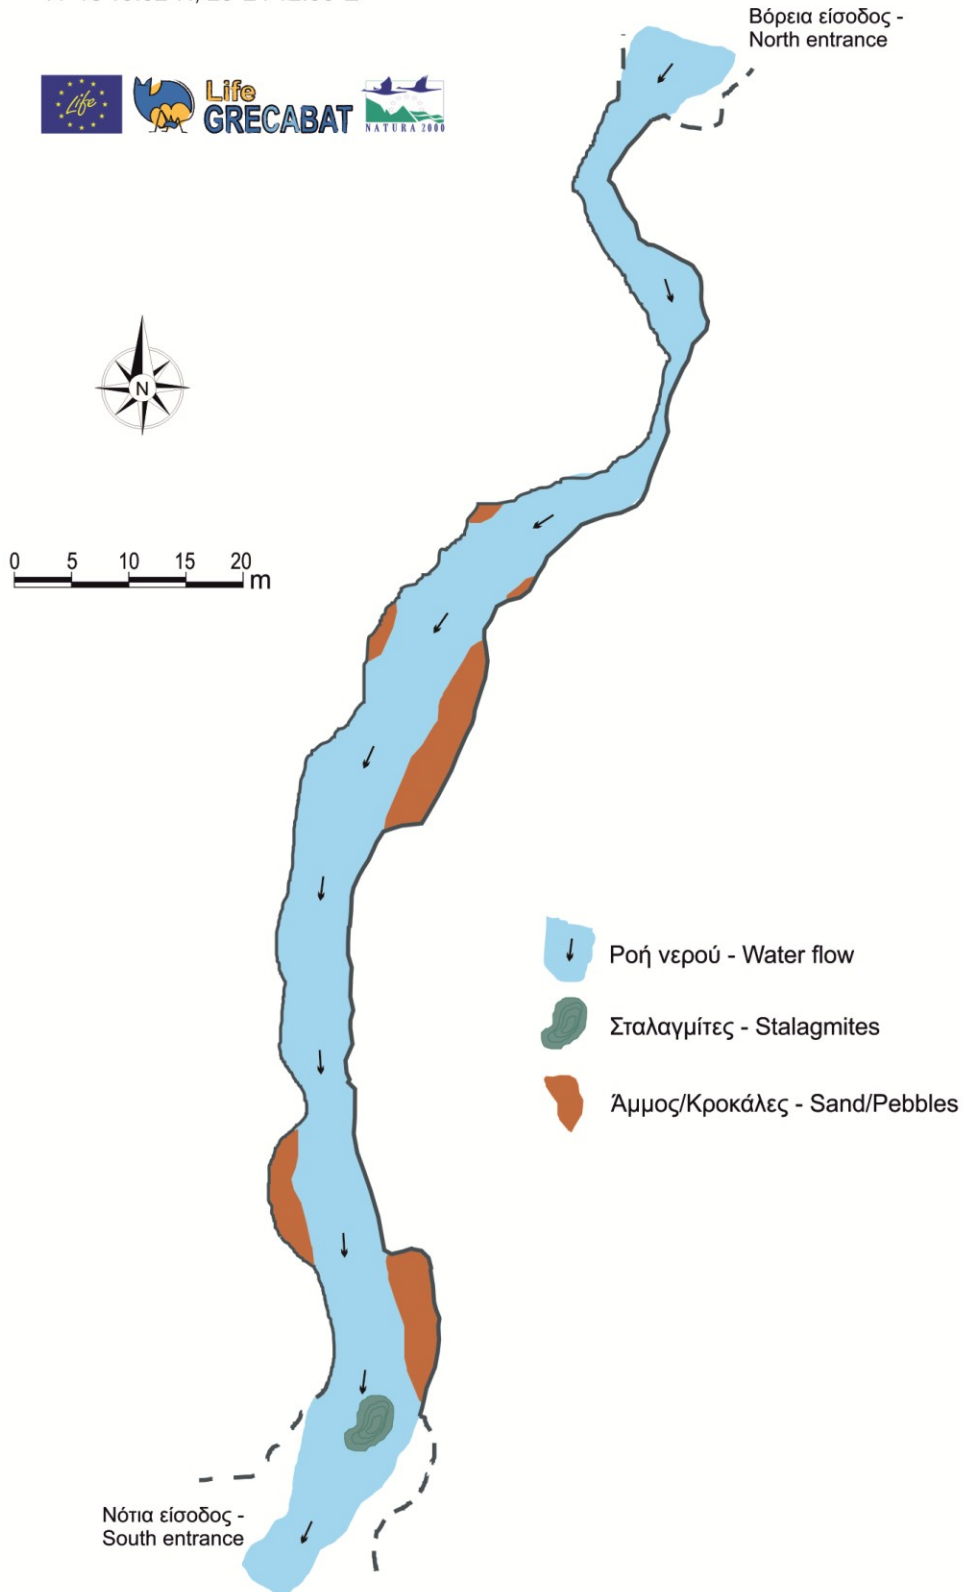 Βόρεια είσοδος -
North entrance
Life
Life
GRECABAT
NATURA 2000
N
0 5 10 15 20 m
Ροή νερού - Water flow
Σταλαγμίτες - Stalagmites
Άμμος/Κροκάλες - Sand/Pebbles
Νότια είσοδος -
South entrance